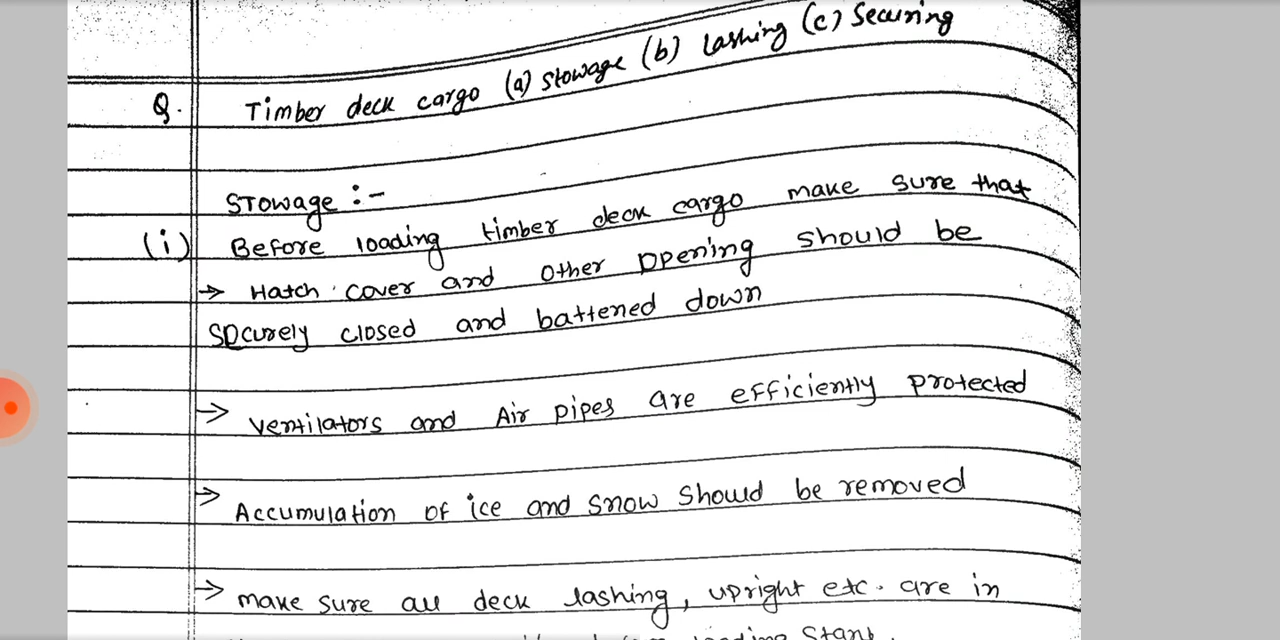 Q. Timber deck cargo (a) Stowage (b) Lashing (c) Securing
Stowage :-
(i) Before loading timber deck cargo make sure that
→ Hatch cover and other opening should be
securely closed and battened down
→ Ventilators and Air pipes are efficiently protected
→ Accumulation of ice and snow should be removed
→ make sure all deck lashing, upright etc. are in
loading start.